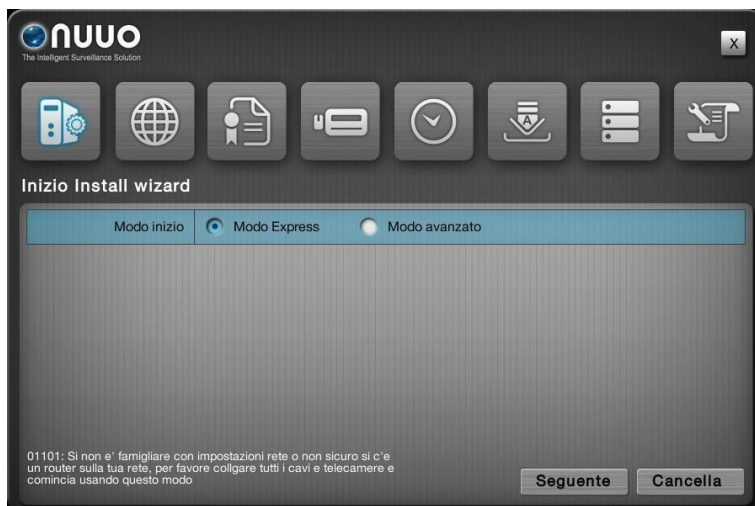 nuuo
The Intelligent Surveillance Solution
X
A
Inizio Install wizard
Modo inizio Modo Express Modo avanzato
01101: Si non e' famigliare con impostazioni rete o non sicuro si c'e
un router sulla tua rete, per favore collgare tutti i cavi e telecamere e
comincia usando questo modo
Seguente Cancella